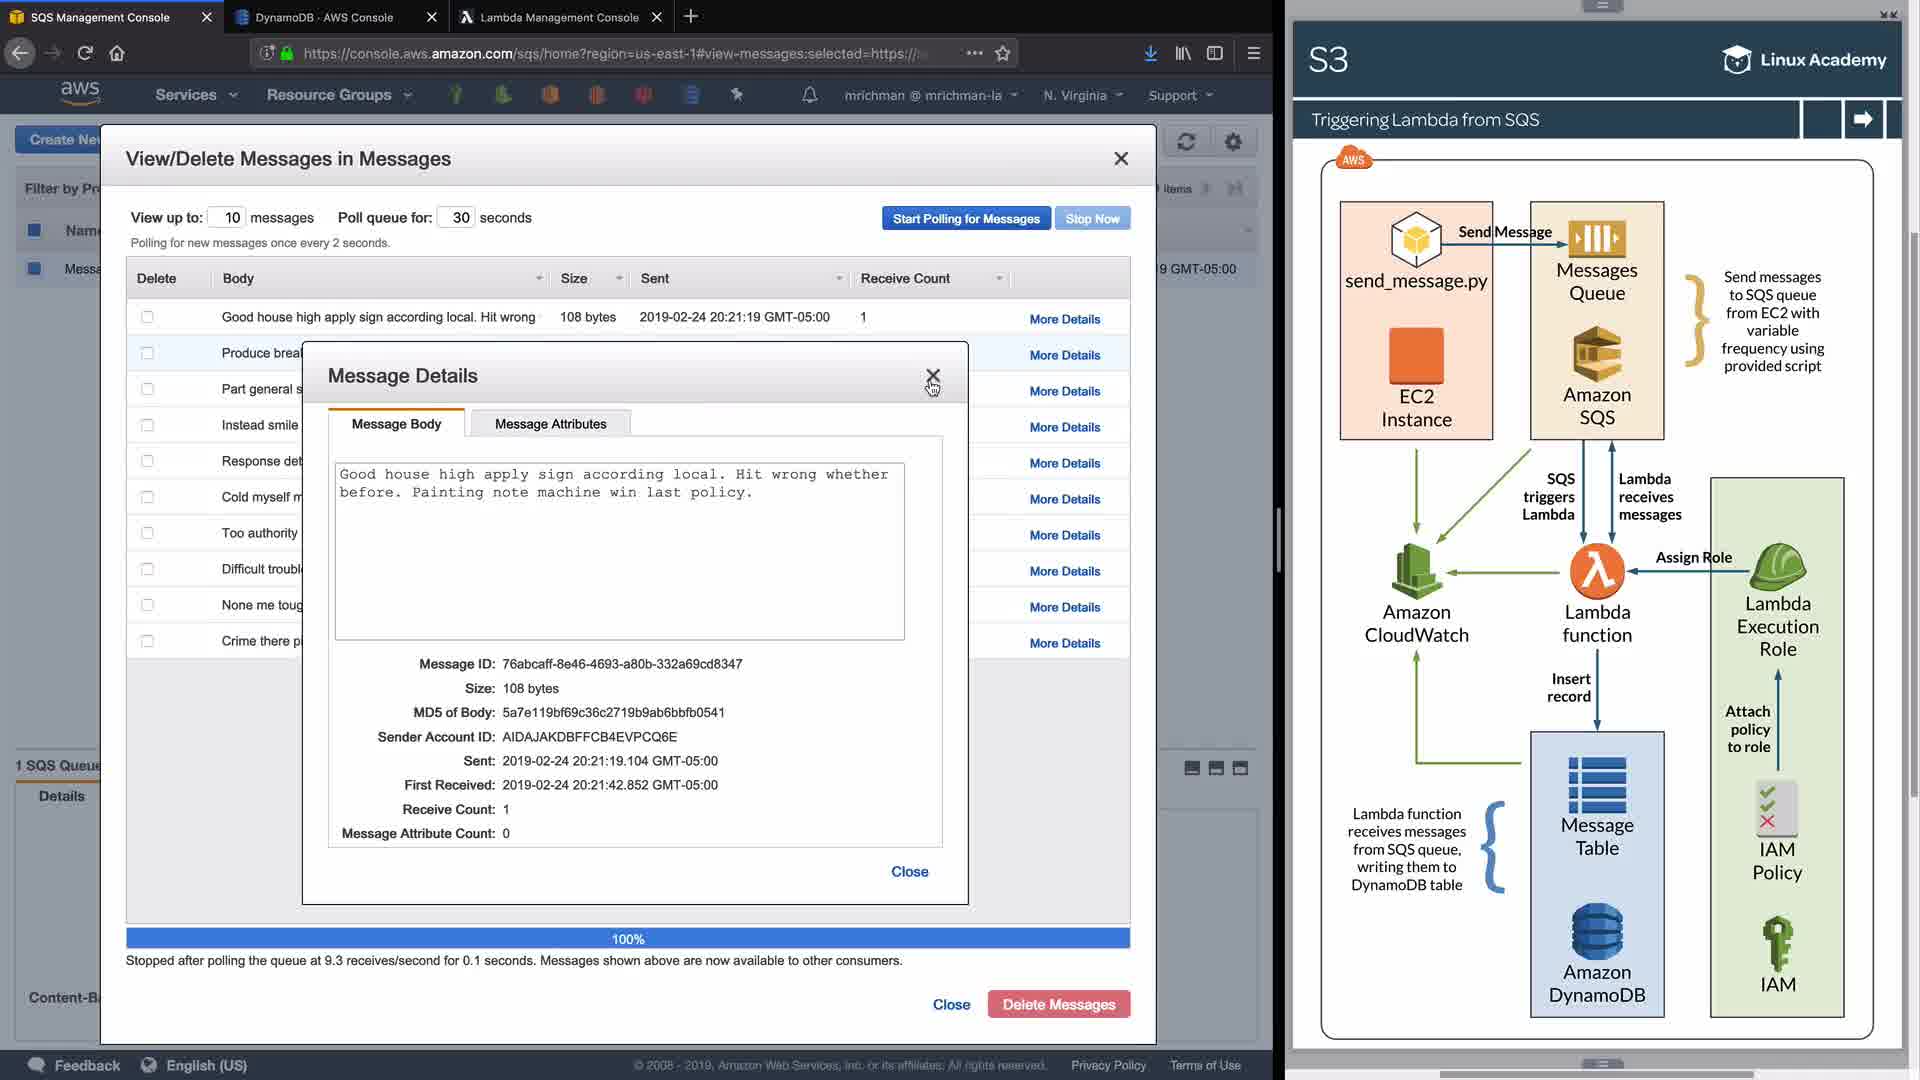 SQS Management Console
DynamoDB · AWS Console
Lambda Management Console
https://console.aws.amazon.com/sqs/home?region=us-east-1#view-messages:selected=https://
aws
Services
Resource Groups
mrichman @ mrichman-la
N. Virginia
Support
Create New
Filter by Pr
Name
Messa
items
9 GMT-05:00
View/Delete Messages in Messages
View up to: 10 messages
Poll queue for: 30 seconds
Start Polling for Messages
Stop Now
Polling for new messages once every 2 seconds.
Delete Body Size Sent Receive Count
Good house high apply sign according local. Hit wrong 108 bytes 2019-02-24 20:21:19 GMT-05:00 1 More Details
Produce brea More Details
Part general s More Details
Instead smile More Details
Response det More Details
Cold myself m More Details
Too authority More Details
Difficult trouble More Details
None me toug More Details
Crime there pi More Details
Message Details
Message Body
Message Attributes
Good house high apply sign according local. Hit wrong whether
before. Painting note machine win last policy.
Message ID: 76abcaff-8e46-4693-a80b-332a69cd8347
Size: 108 bytes
MD5 of Body: 5a7e119bf69c36c2719b9ab6bbfb0541
Sender Account ID: AIDAJAKDBFFCB4EVPCQ6E
Sent: 2019-02-24 20:21:19.104 GMT-05:00
First Received: 2019-02-24 20:21:42.852 GMT-05:00
Receive Count: 1
Message Attribute Count: 0
Close
100%
Stopped after polling the queue at 9.3 receives/second for 0.1 seconds. Messages shown above are now available to other consumers.
Close
Delete Messages
1 SQS Queue
Details
Content-Ba
Feedback
English (US)
© 2008 - 2019, Amazon Web Services, Inc. or its affiliates. All rights reserved.
Privacy Policy
Terms of Use
S3
Linux Academy
Triggering Lambda from SQS
AWS
Send Message
send_message.py
Messages
Queue
EC2
Instance
Amazon
SQS
Send messages
to SQS queue
from EC2 with
variable
frequency using
provided script
SQS
triggers
Lambda
Lambda
receives
messages
Assign Role
Amazon
CloudWatch
Lambda
function
Lambda
Execution
Role
Insert
record
Attach
policy
to role
Lambda function
receives messages
from SQS queue,
writing them to
DynamoDB table
Message
Table
IAM
Policy
Amazon
DynamoDB
IAM